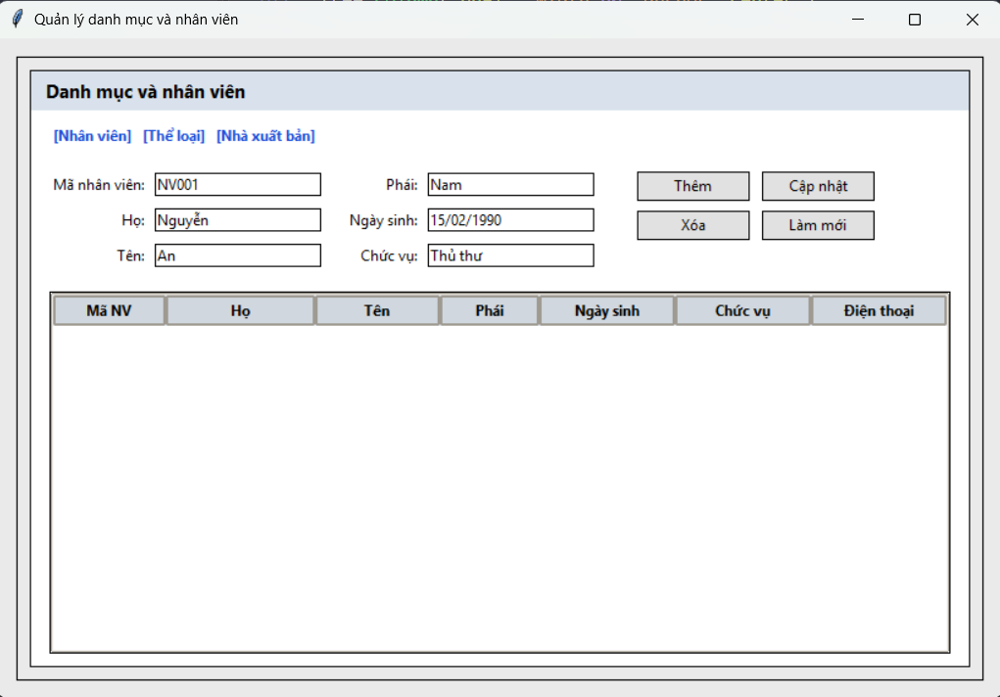 Quản lý danh mục và nhân viên
Danh mục và nhân viên
[Nhân viên] [Thể loại] [Nhà xuất bản]
Mã nhân viên: NV001 Phái: Nam Thêm Cập nhật
Họ: Nguyễn Ngày sinh: 15/02/1990 Xóa Làm mới
Tên: An Chức vụ: Thủ thư
Mã NV Họ Tên Phái Ngày sinh Chức vụ Điện thoại